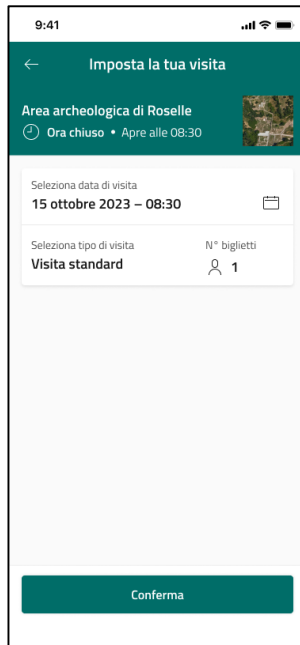 9:41
Imposta la tua visita
Area archeologica di Roselle
Ora chiuso • Apre alle 08:30
Seleziona data di visita
15 ottobre 2023 – 08:30
Seleziona tipo di visita
Visita standard
N° biglietti
1
Conferma